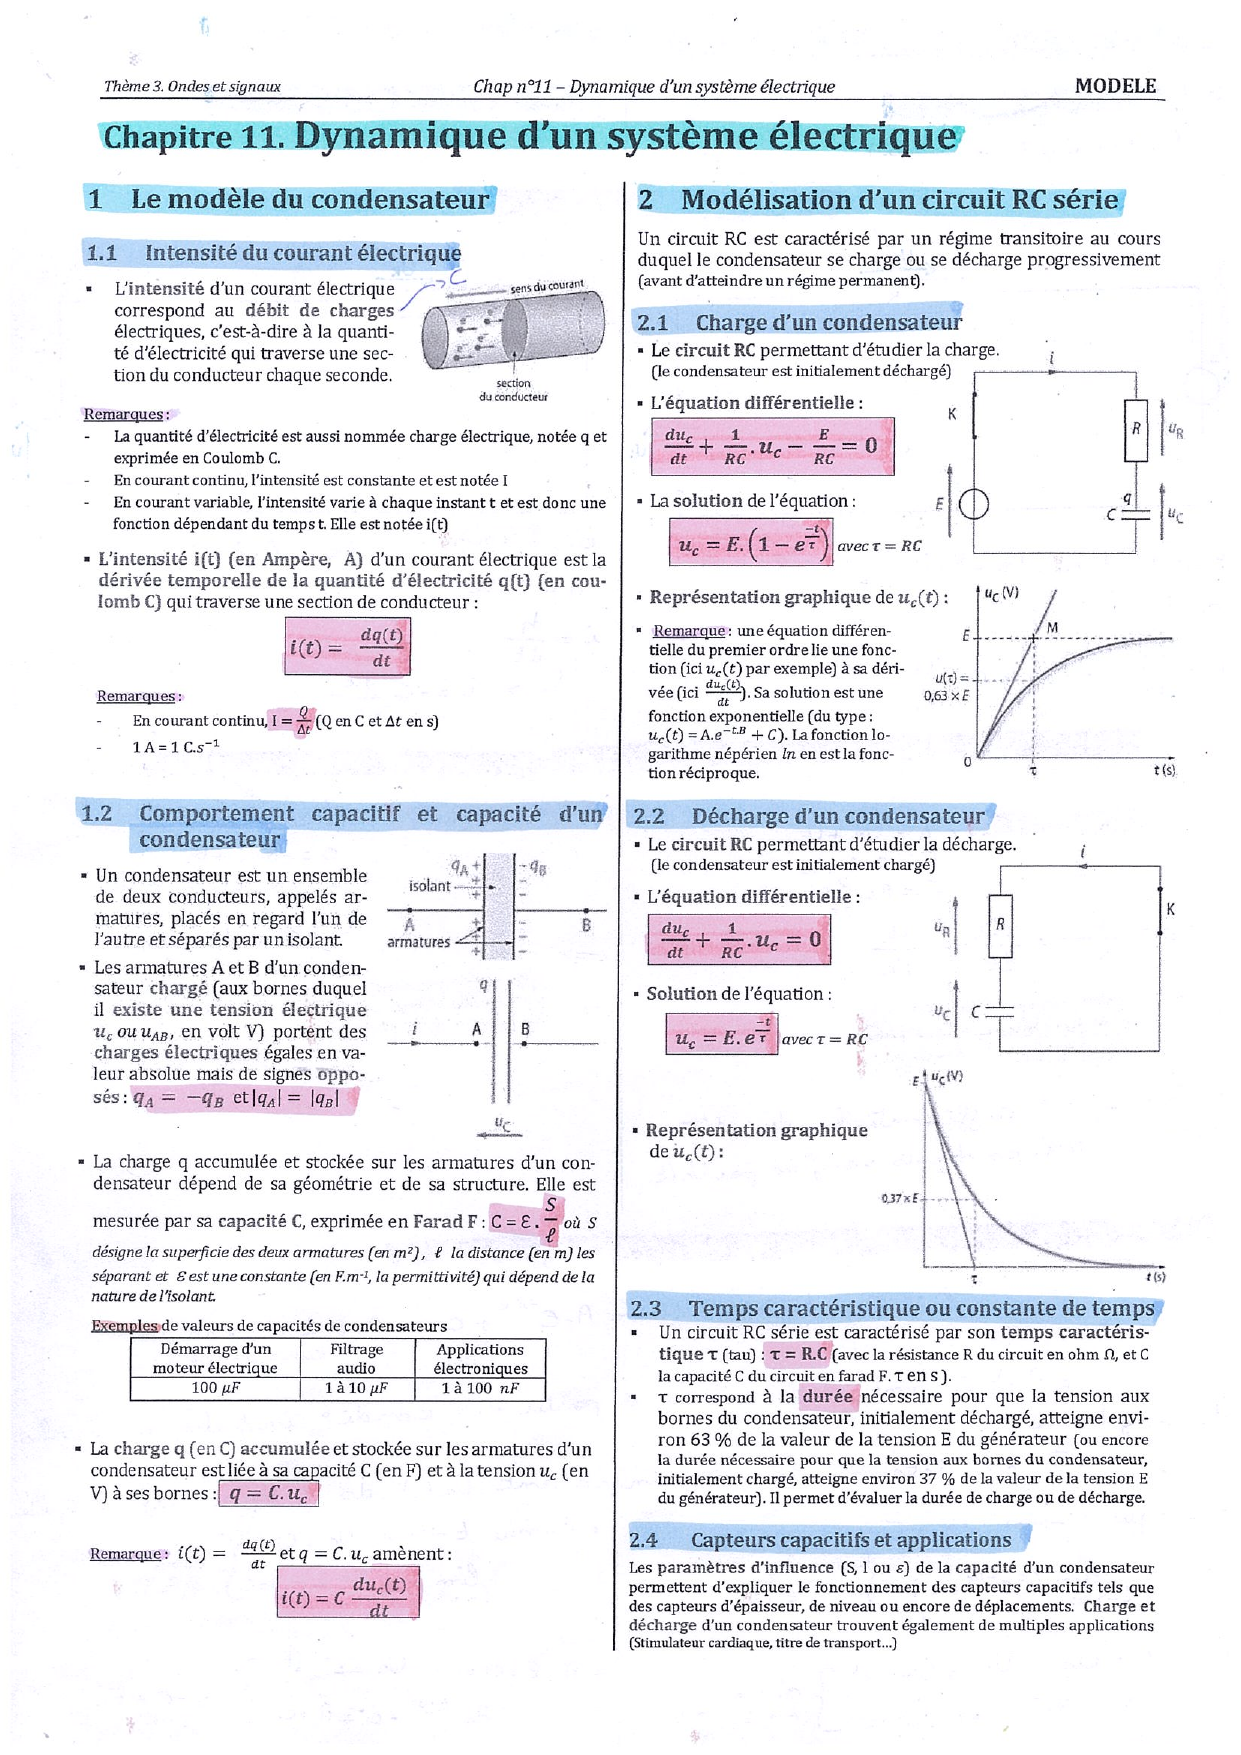 Thème 3. Ondes et signaux
Chap n°11 – Dynamique d'un système électrique
MODELE
Chapitre 11. Dynamique d'un système électrique
1 Le modèle du condensateur
1.1 Intensité du courant électrique
▪ L'intensité d'un courant électrique
correspond au débit de charges
électriques, c'est-à-dire à la quanti-
té d'électricité qui traverse une sec-
tion du conducteur chaque seconde.
C
sens du courant
section
du conducteur
Remarques :
- La quantité d'électricité est aussi nommée charge électrique, notée q et
exprimée en Coulomb C.
- En courant continu, l'intensité est constante et est notée I
- En courant variable, l'intensité varie à chaque instant t et est donc une
fonction dépendant du temps t. Elle est notée i(t)
▪ L'intensité i(t) (en Ampère, A) d'un courant électrique est la
dérivée temporelle de la quantité d'électricité q(t) (en cou-
lomb C) qui traverse une section de conducteur :
i(t) = dq(t)/dt
Remarques :
- En courant continu, I = Q/Δt (Q en C et Δt en s)
- 1 A = 1 C.s⁻¹
1.2 Comportement capacitif et capacité d'un
condensateur
▪ Un condensateur est un ensemble
de deux conducteurs, appelés ar-
matures, placés en regard l'un de
l'autre et séparés par un isolant.
▪ Les armatures A et B d'un conden-
sateur chargé (aux bornes duquel
il existe une tension électrique
u_c ou u_AB, en volt V) portent des
charges électriques égales en va-
leur absolue mais de signes oppo-
sés : q_A = −q_B et |q_A| = |q_B|
q_A + - q_B
isolant
A B
armatures
q
i A B
u_C
▪ La charge q accumulée et stockée sur les armatures d'un con-
densateur dépend de sa géométrie et de sa structure. Elle est
mesurée par sa capacité C, exprimée en Farad F : C = ε . S/ℓ où S
désigne la superficie des deux armatures (en m²), ℓ la distance (en m) les
séparant et ε est une constante (en F.m⁻¹, la permittivité) qui dépend de la
nature de l'isolant.
Exemples de valeurs de capacités de condensateurs
Démarrage d'un moteur électrique | Filtrage audio | Applications électroniques
100 μF | 1 à 10 μF | 1 à 100 nF
▪ La charge q (en C) accumulée et stockée sur les armatures d'un
condensateur est liée à sa capacité C (en F) et à la tension u_c (en
V) à ses bornes : q = C. u_c
Remarque : i(t) = dq(t)/dt et q = C. u_c amènent :
i(t) = C du_c(t)/dt
2 Modélisation d'un circuit RC série
Un circuit RC est caractérisé par un régime transitoire au cours
duquel le condensateur se charge ou se décharge progressivement
(avant d'atteindre un régime permanent).
2.1 Charge d'un condensateur
▪ Le circuit RC permettant d'étudier la charge.
(le condensateur est initialement déchargé)
▪ L'équation différentielle :
du_c/dt + 1/RC . u_c − E/RC = 0
▪ La solution de l'équation :
u_c = E. (1 − e^(−t/τ)) avec τ = RC
i
K
R u_R
E
q
C u_C
▪ Représentation graphique de u_c(t) :
▪ Remarque : une équation différen-
tielle du premier ordre lie une fonc-
tion (ici u_c(t) par exemple) à sa déri-
vée (ici du_c(t)/dt). Sa solution est une
fonction exponentielle (du type :
u_c(t) = A.e^(−t.B) + C). La fonction lo-
garithme népérien ln en est la fonc-
tion réciproque.
u_C (V)
E M
u(τ) =
0,63 × E
0 τ t (s)
2.2 Décharge d'un condensateur
▪ Le circuit RC permettant d'étudier la décharge.
(le condensateur est initialement chargé)
▪ L'équation différentielle :
du_c/dt + 1/RC . u_c = 0
▪ Solution de l'équation :
u_c = E. e^(−t/τ) avec τ = RC
i
K
u_R R
u_C C
▪ Représentation graphique
de u_c(t) :
E u_C (V)
0,37 × E
τ t (s)
2.3 Temps caractéristique ou constante de temps
▪ Un circuit RC série est caractérisé par son temps caractéris-
tique τ (tau) : τ = R.C (avec la résistance R du circuit en ohm Ω, et C
la capacité C du circuit en farad F. τ en s ).
▪ τ correspond à la durée nécessaire pour que la tension aux
bornes du condensateur, initialement déchargé, atteigne envi-
ron 63 % de la valeur de la tension E du générateur (ou encore
la durée nécessaire pour que la tension aux bornes du condensateur,
initialement chargé, atteigne environ 37 % de la valeur de la tension E
du générateur). Il permet d'évaluer la durée de charge ou de décharge.
2.4 Capteurs capacitifs et applications
Les paramètres d'influence (S, l ou ε) de la capacité d'un condensateur
permettent d'expliquer le fonctionnement des capteurs capacitifs tels que
des capteurs d'épaisseur, de niveau ou encore de déplacements. Charge et
décharge d'un condensateur trouvent également de multiples applications
(Stimulateur cardiaque, titre de transport...)